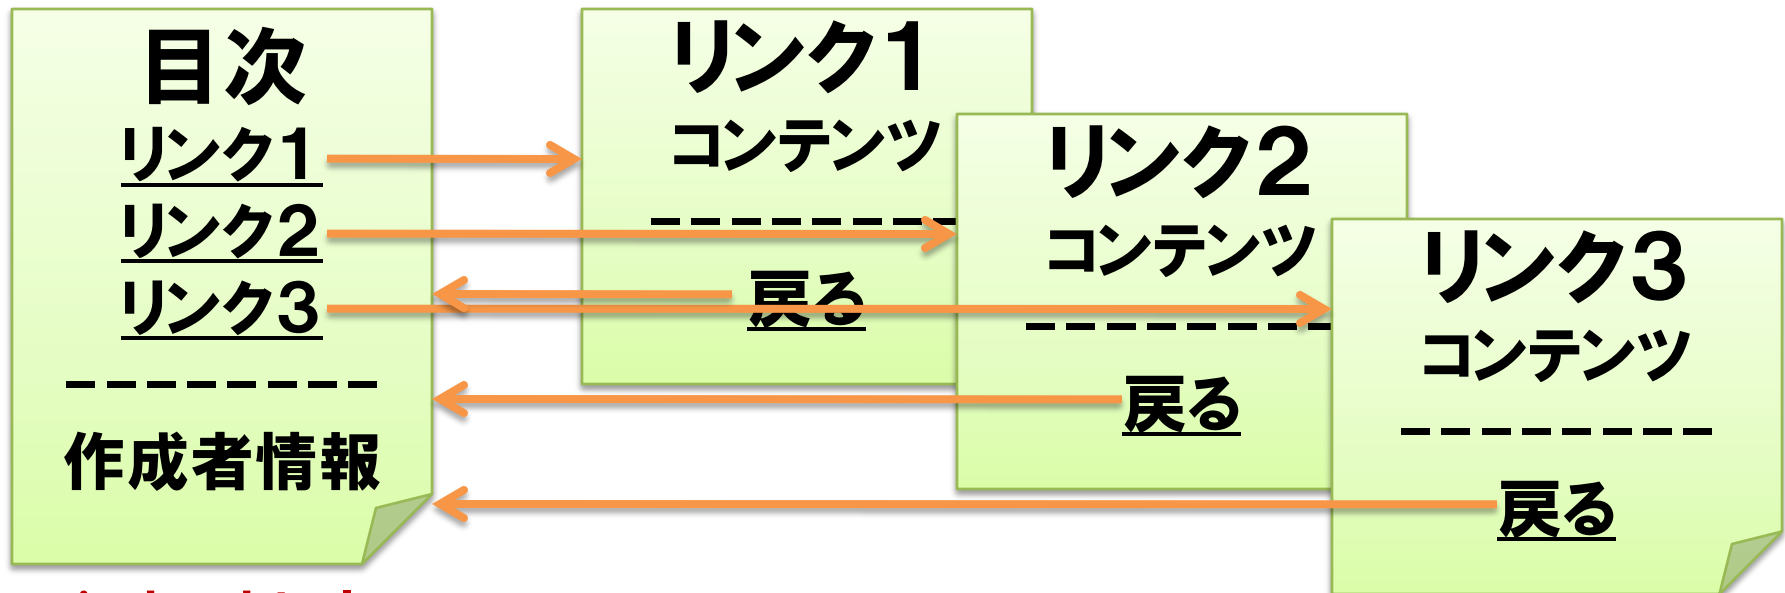 目次
リンク1
リンク2
リンク3
--------
作成者情報
リンク1
コンテンツ
--------
戻る
リンク2
コンテンツ
--------
戻る
リンク3
コンテンツ
--------
戻る